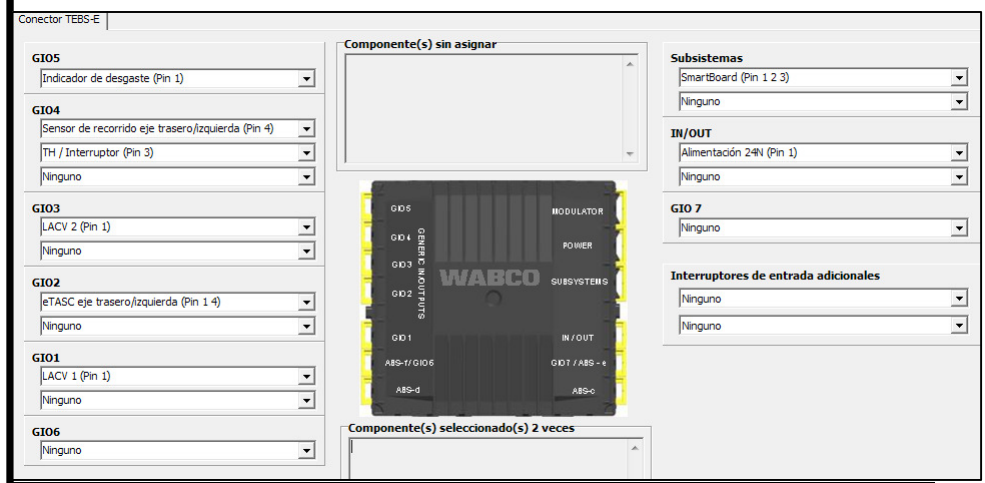 Conector TEBS-E
GIO5
Indicador de desgaste (Pin 1)
GIO4
Sensor de recorrido eje trasero/izquierda (Pin 4)
TH / Interruptor (Pin 3)
Ninguno
GIO3
LACV 2 (Pin 1)
Ninguno
GIO2
eTASC eje trasero/izquierda (Pin 1 4)
Ninguno
GIO1
LACV 1 (Pin 1)
Ninguno
GIO6
Ninguno
Componente(s) sin asignar
GIO5
GIO4
GIO3
GIO2
GENERIC IN/OUTPUTS
GIO1
ABS-f/GIO6
ABS-d
WABCO
MODULATOR
POWER
SUBSYSTEMS
IN/OUT
GIO7/ABS-e
ABS-c
Componente(s) seleccionado(s) 2 veces
Subsistemas
SmartBoard (Pin 1 2 3)
Ninguno
IN/OUT
Alimentación 24N (Pin 1)
Ninguno
GIO 7
Ninguno
Interruptores de entrada adicionales
Ninguno
Ninguno